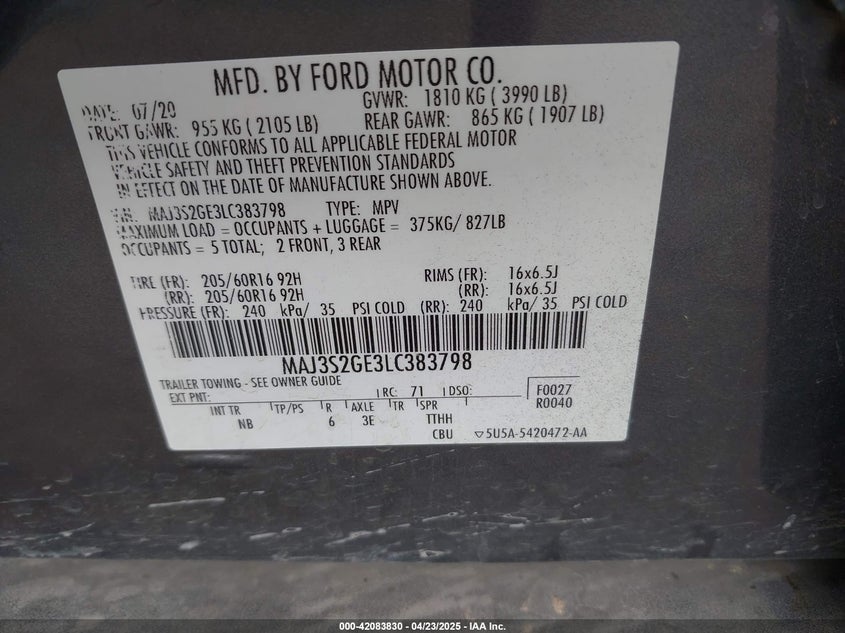 MFD. BY FORD MOTOR CO.
DATE: 07/20 GVWR: 1810 KG ( 3990 LB)
FRONT GAWR: 955 KG ( 2105 LB) REAR GAWR: 865 KG ( 1907 LB)
THIS VEHICLE CONFORMS TO ALL APPLICABLE FEDERAL MOTOR
VEHICLE SAFETY AND THEFT PREVENTION STANDARDS
IN EFFECT ON THE DATE OF MANUFACTURE SHOWN ABOVE.
VIN: MAJ3S2GE3LC383798 TYPE: MPV
MAXIMUM LOAD = OCCUPANTS + LUGGAGE = 375KG/ 827LB
OCCUPANTS = 5 TOTAL; 2 FRONT, 3 REAR
TIRE (FR): 205/60R16 92H RIMS (FR): 16x6.5J
(RR): 205/60R16 92H (RR): 16x6.5J
PRESSURE (FR): 240 kPa/ 35 PSI COLD (RR): 240 kPa/ 35 PSI COLD
MAJ3S2GE3LC383798
TRAILER TOWING - SEE OWNER GUIDE
EXT PNT: RC: 71 DSO: F0027
INT TR TP/PS R AXLE TR SPR R0040
NB 6 3E TTHH
CBU ▽5U5A-5420472-AA
000-42083830 - 04/23/2025 - IAA Inc.